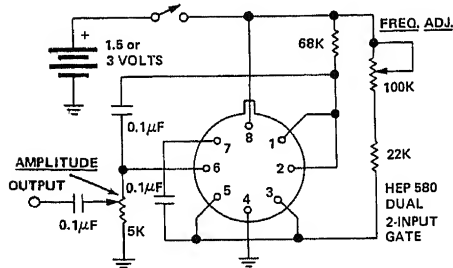 +
1.5 or
3 VOLTS
68K
FREQ. ADJ.
100K
0.1μF
8
7
1
6
2
5
4
3
22K
AMPLITUDE
OUTPUT
0.1μF
0.1μF
5K
HEP 580
DUAL
2-INPUT
GATE